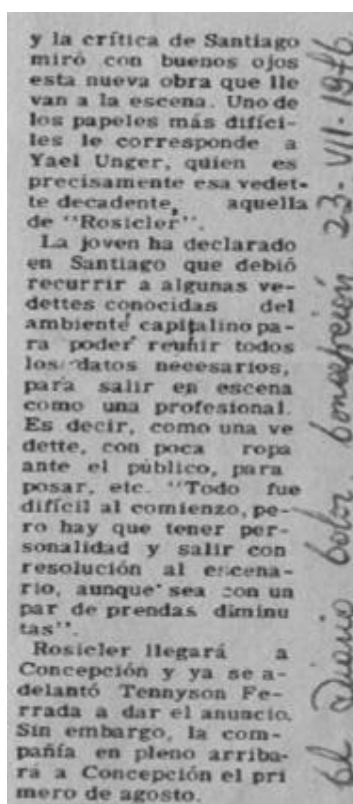 y la crítica de Santiago
miró con buenos ojos
esta nueva obra que lle
van a la escena. Uno de
los papeles más difíci-
les le corresponde a
Yael Unger, quien es
precisamente esa vedet-
te decadente, aquella
de "Rosicler".
La joven ha declarado
en Santiago que debió
recurrir a algunas ve-
dettes conocidas del
ambiente capitalino pa-
ra poder reunir todos
los datos necesarios,
para salir en escena
como una profesional.
Es decir, como una ve
dette, con poca ropa
ante el público, para
posar, etc. "Todo fue
difícil al comienzo, pe-
ro hay que tener per-
sonalidad y salir con
resolución al escena-
rio, aunque sea con un
par de prendas diminu
tas".
Rosicler llegará a
Concepción y ya se a-
delantó Tennyson Fe-
rrada a dar el anuncio.
Sin embargo, la com-
pañía en pleno arriba-
rá a Concepción el pri
mero de agosto.
El Diario Color, Concepción 23-VII-1976